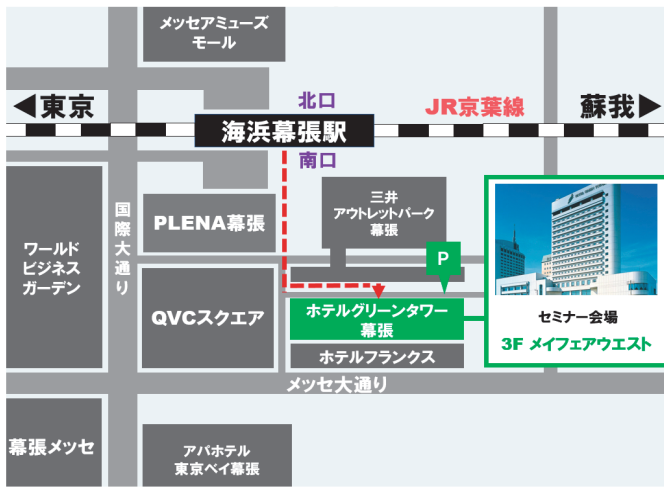 メッセアミューズ
モール
◀東京
北口
JR京葉線
蘇我▶
海浜幕張駅
南口
国際大通り
PLENA幕張
三井
アウトレットパーク
幕張
ワールド
ビジネス
ガーデン
P
QVCスクエア
ホテルグリーンタワー
幕張
セミナー会場
3F メイフェアウエスト
ホテルフランクス
メッセ大通り
幕張メッセ
アパホテル
東京ベイ幕張